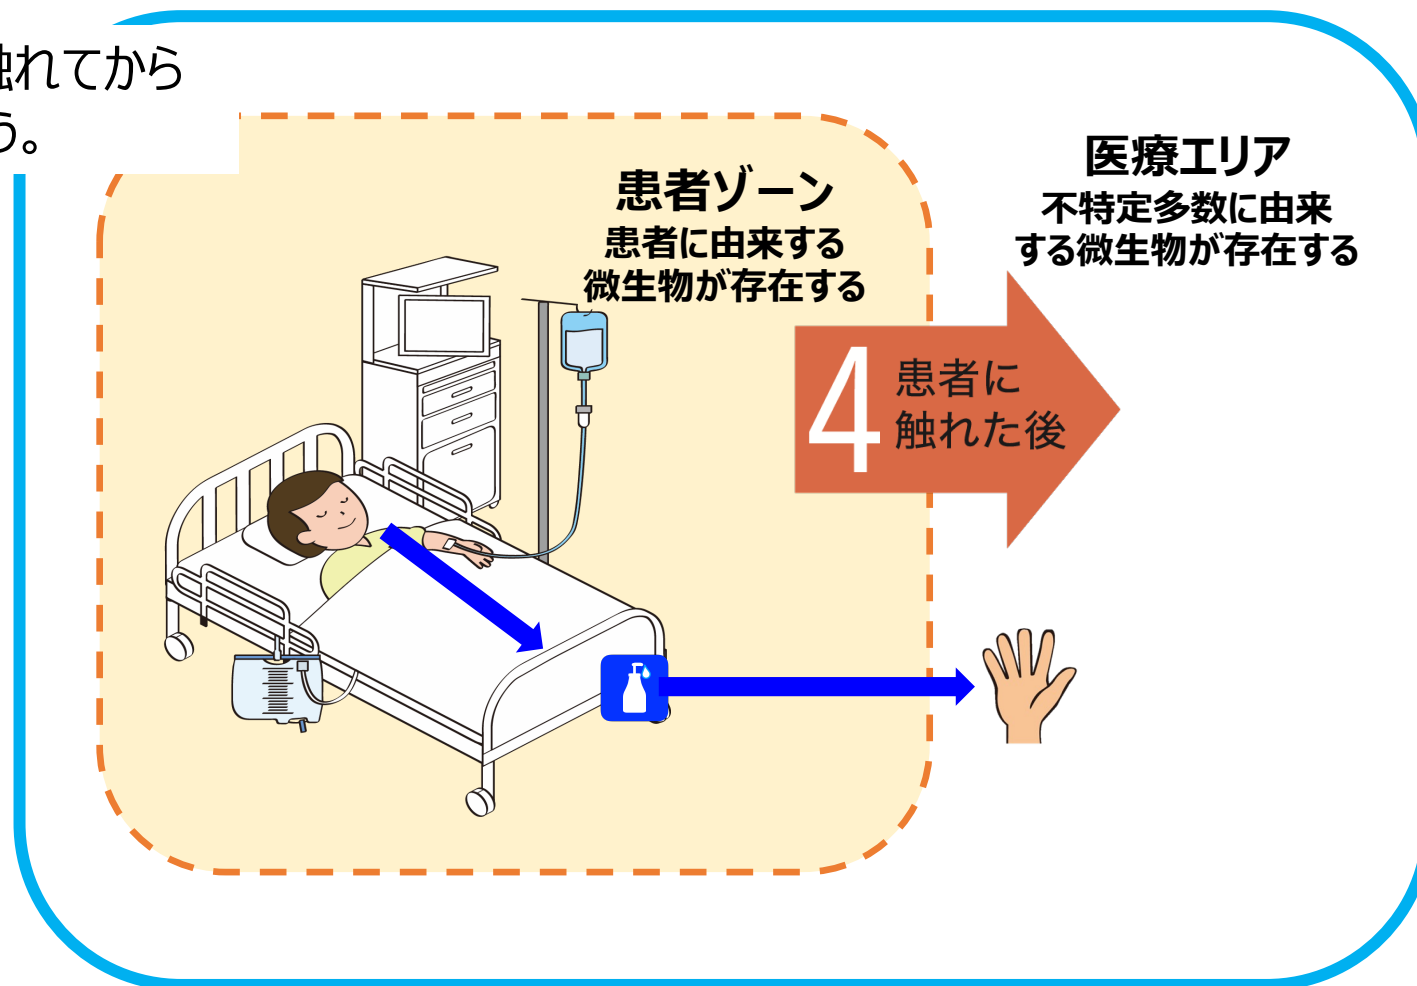 触れてから
う。
患者ゾーン
患者に由来する
微生物が存在する
医療エリア
不特定多数に由来
する微生物が存在する
4
患者に
触れた後